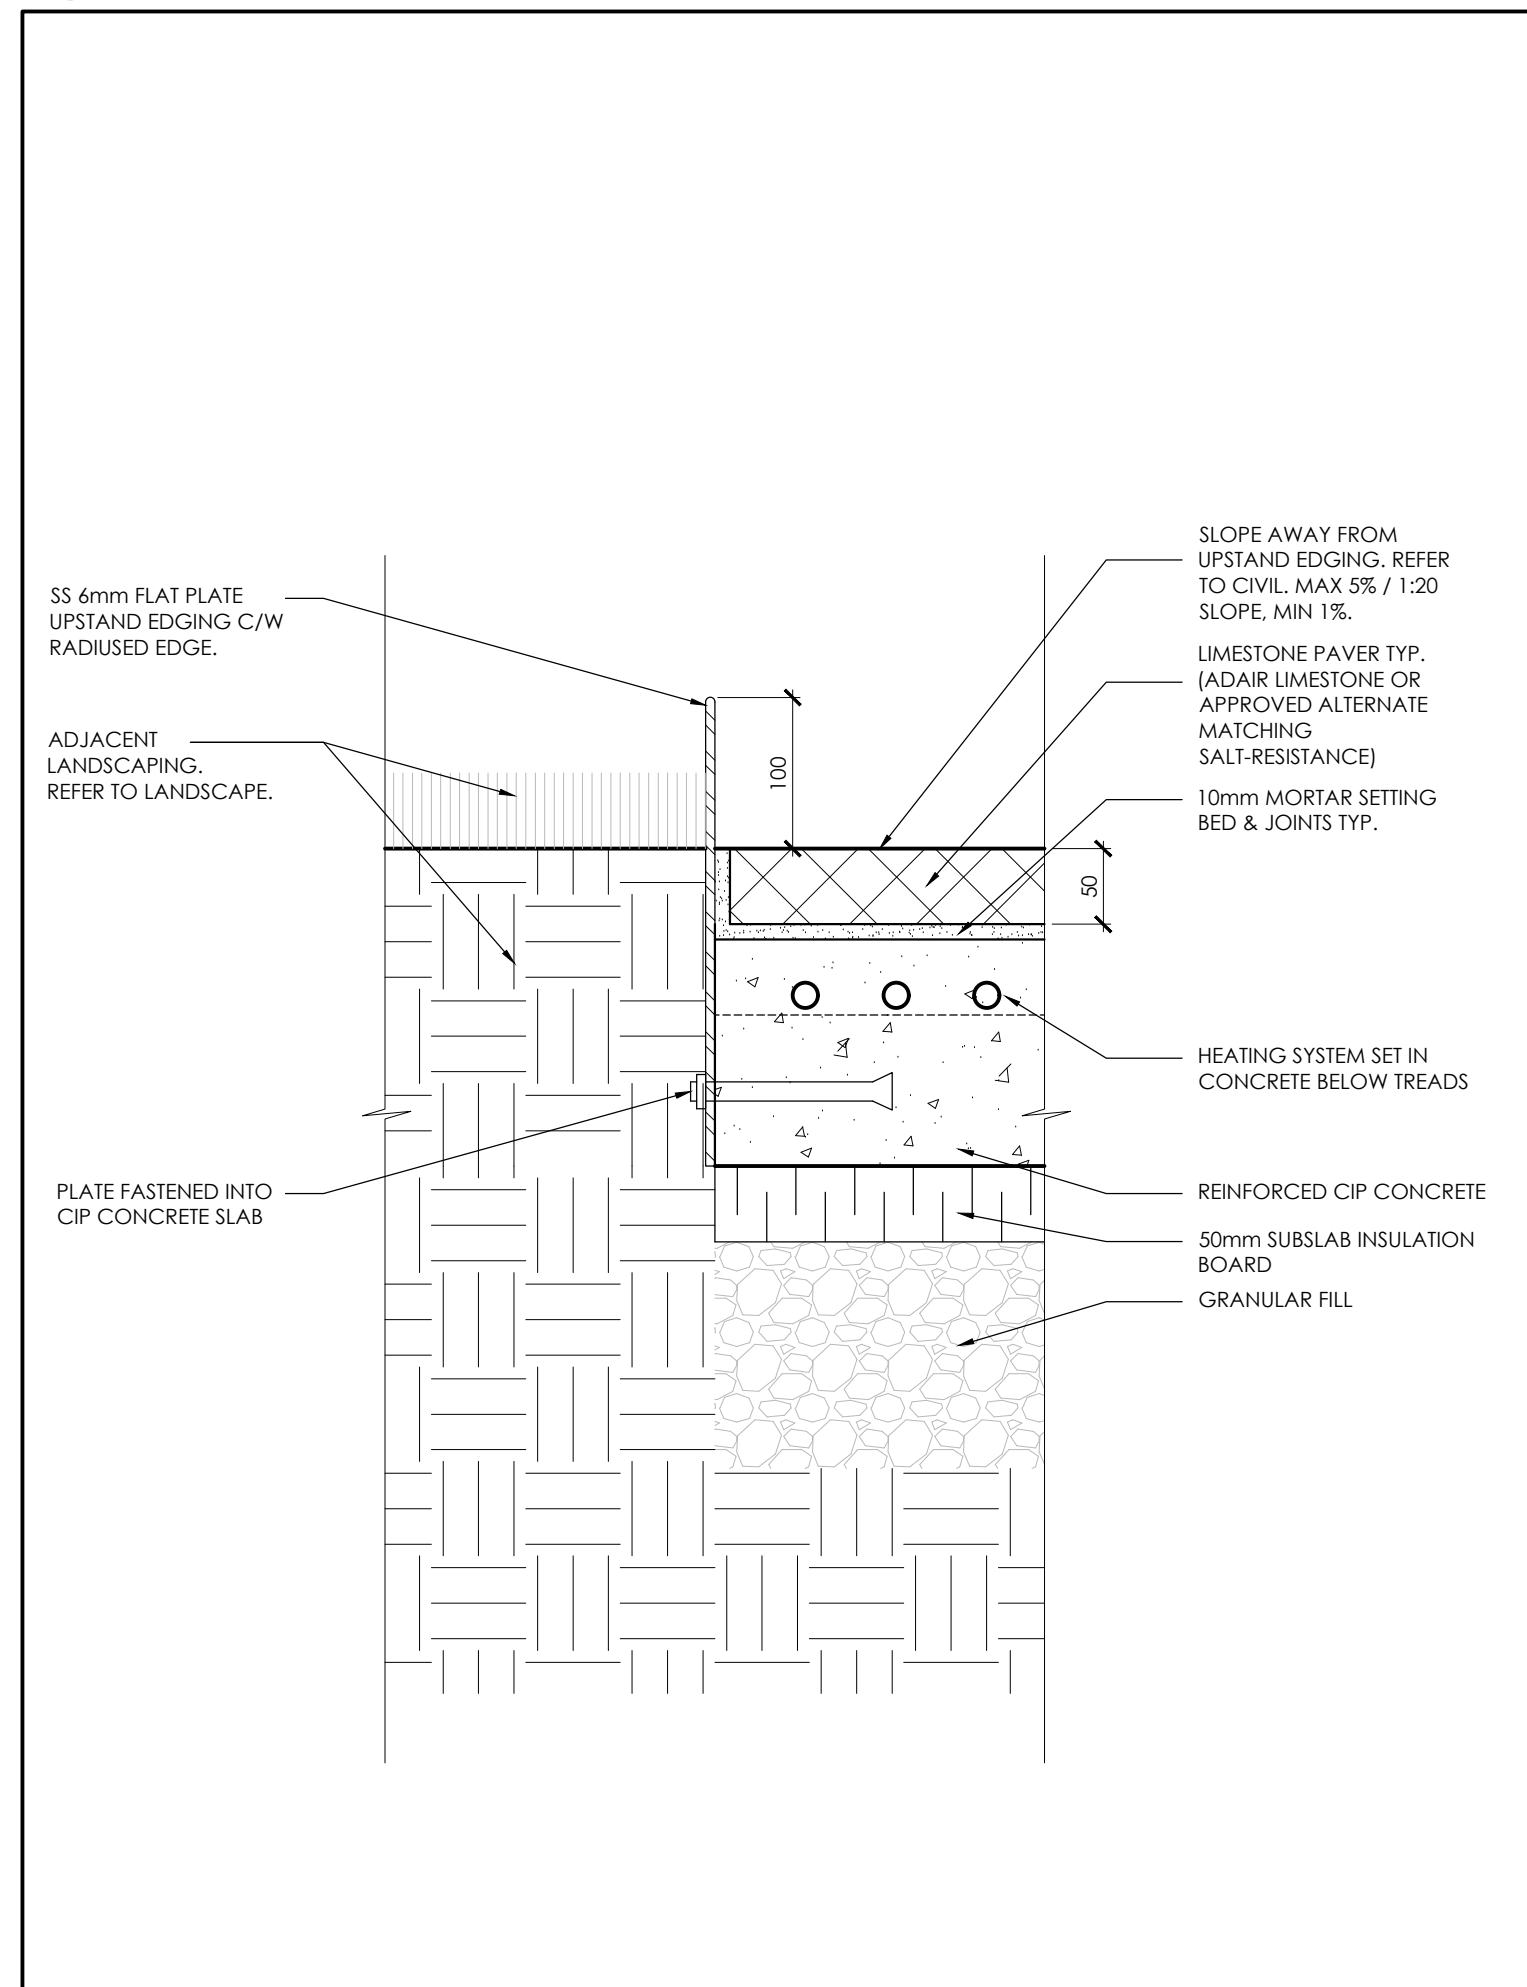 SS 6mm FLAT PLATE
UPSTAND EDGING C/W
RADIUSED EDGE.
ADJACENT
LANDSCAPING.
REFER TO LANDSCAPE.
PLATE FASTENED INTO
CIP CONCRETE SLAB
100
50
SLOPE AWAY FROM
UPSTAND EDGING. REFER
TO CIVIL. MAX 5% / 1:20
SLOPE, MIN 1%.
LIMESTONE PAVER TYP.
(ADAIR LIMESTONE OR
APPROVED ALTERNATE
MATCHING
SALT-RESISTANCE)
10mm MORTAR SETTING
BED & JOINTS TYP.
HEATING SYSTEM SET IN
CONCRETE BELOW TREADS
REINFORCED CIP CONCRETE
50mm SUBSLAB INSULATION
BOARD
GRANULAR FILL